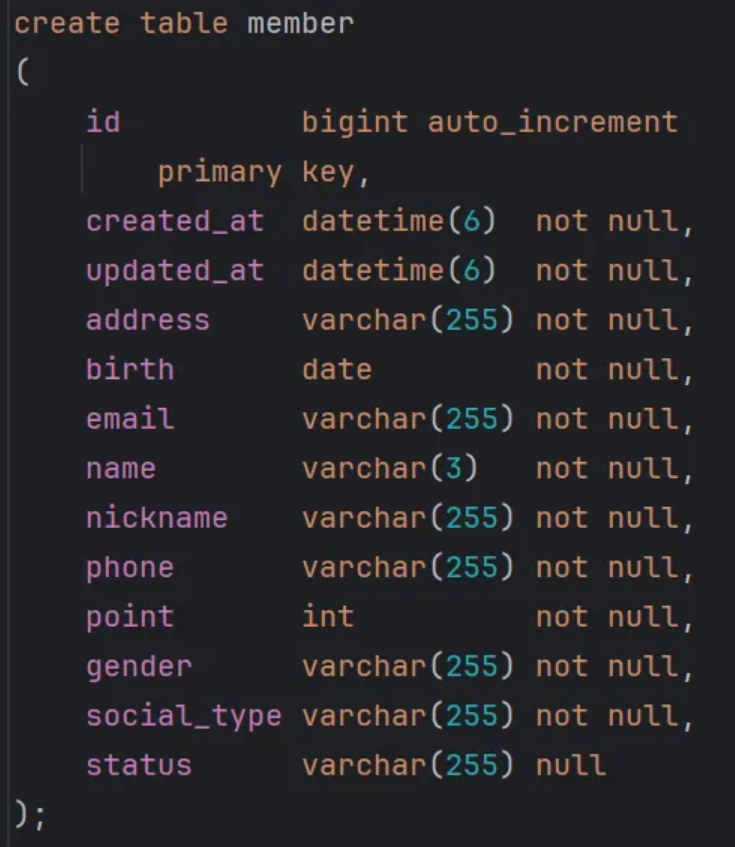 create table member
(
    id          bigint auto_increment
        primary key,
    created_at  datetime(6)  not null,
    updated_at  datetime(6)  not null,
    address     varchar(255) not null,
    birth       date         not null,
    email       varchar(255) not null,
    name        varchar(3)   not null,
    nickname    varchar(255) not null,
    phone       varchar(255) not null,
    point       int          not null,
    gender      varchar(255) not null,
    social_type varchar(255) not null,
    status      varchar(255) null
);